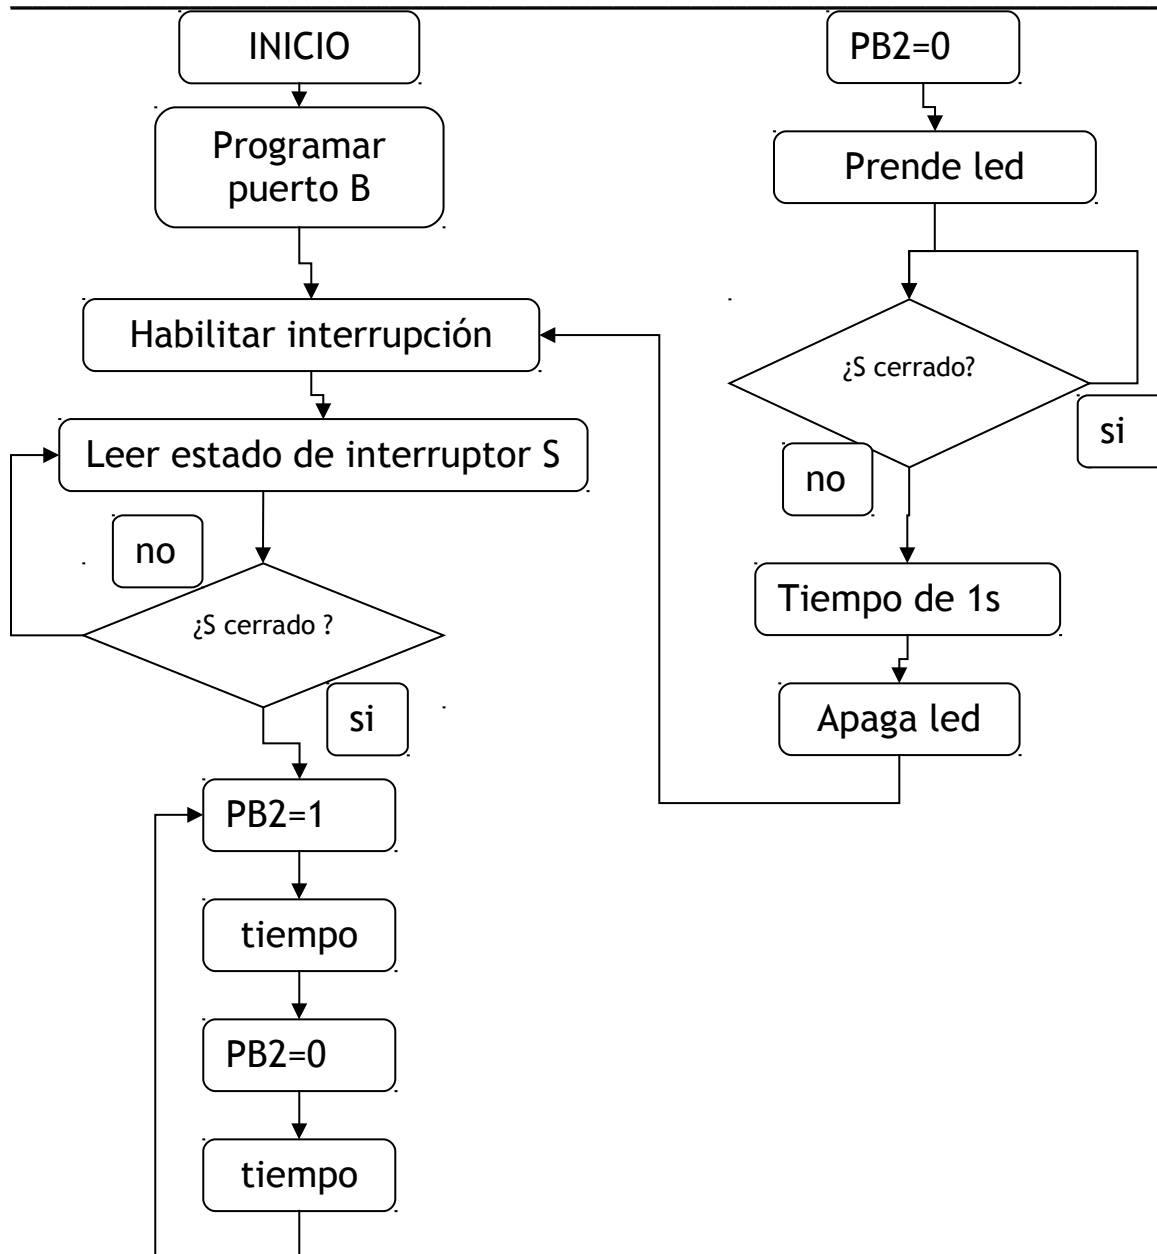 INICIO
Programar
puerto B
Habilitar interrupción
Leer estado de interruptor S
no
¿S cerrado ?
si
PB2=1
tiempo
PB2=0
tiempo
PB2=0
Prende led
¿S cerrado?
si
no
Tiempo de 1s
Apaga led